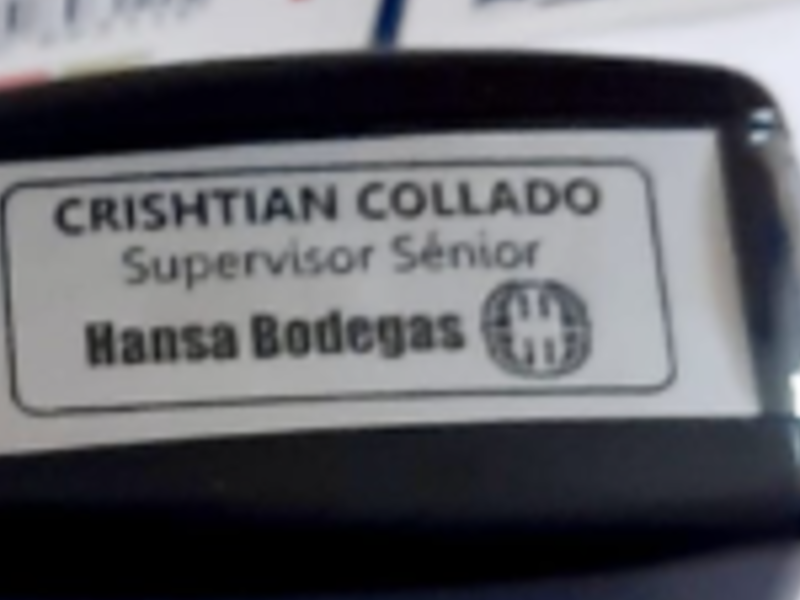 CRISHTIAN COLLADO
Supervisor Sénior
Hansa Bodegas